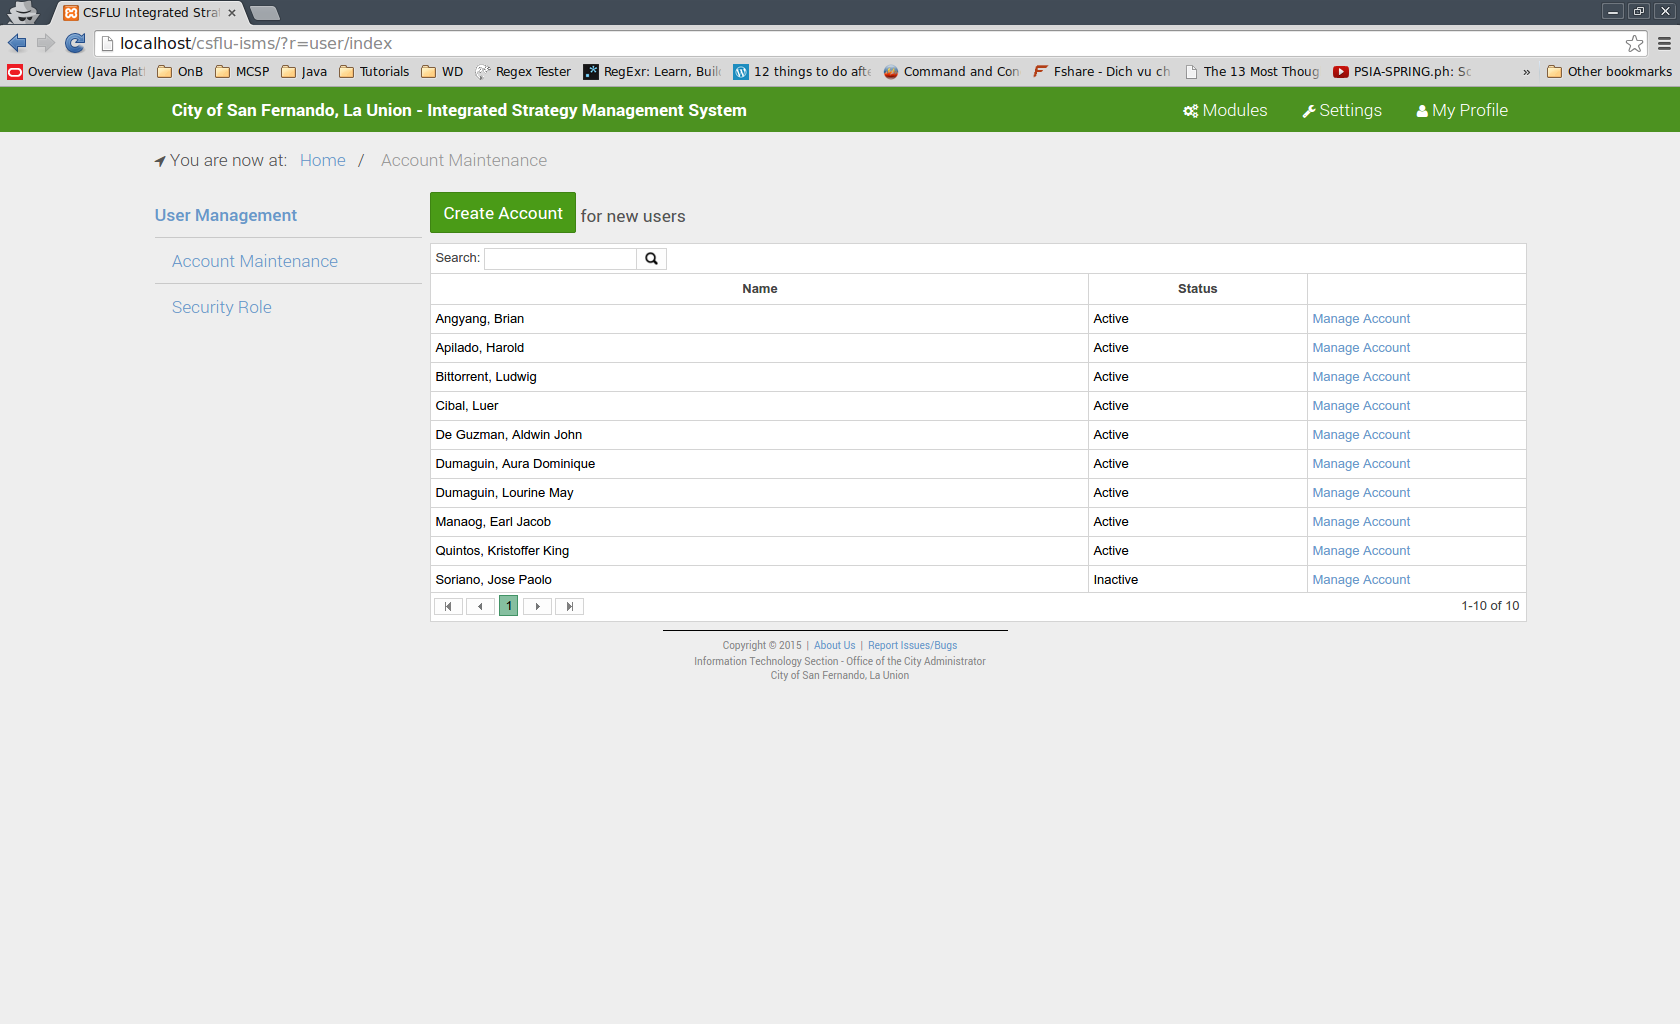 CSFLU Integrated Stra
localhost/csflu-isms/?r=user/index
Overview (Java Plat OnB MCSP Java Tutorials WD Regex Tester RegExr: Learn, Buil 12 things to do afte Command and Con Fshare - Dich vu ch The 13 Most Thoug PSIA-SPRING.ph: Sc » Other bookmarks
City of San Fernando, La Union - Integrated Strategy Management System Modules Settings My Profile
You are now at: Home / Account Maintenance
User Management
Account Maintenance
Security Role
Create Account for new users
Search:
Name Status
Angyang, Brian Active Manage Account
Apilado, Harold Active Manage Account
Bittorrent, Ludwig Active Manage Account
Cibal, Luer Active Manage Account
De Guzman, Aldwin John Active Manage Account
Dumaguin, Aura Dominique Active Manage Account
Dumaguin, Lourine May Active Manage Account
Manaog, Earl Jacob Active Manage Account
Quintos, Kristoffer King Active Manage Account
Soriano, Jose Paolo Inactive Manage Account
1 1-10 of 10
Copyright © 2015 | About Us | Report Issues/Bugs
Information Technology Section - Office of the City Administrator
City of San Fernando, La Union